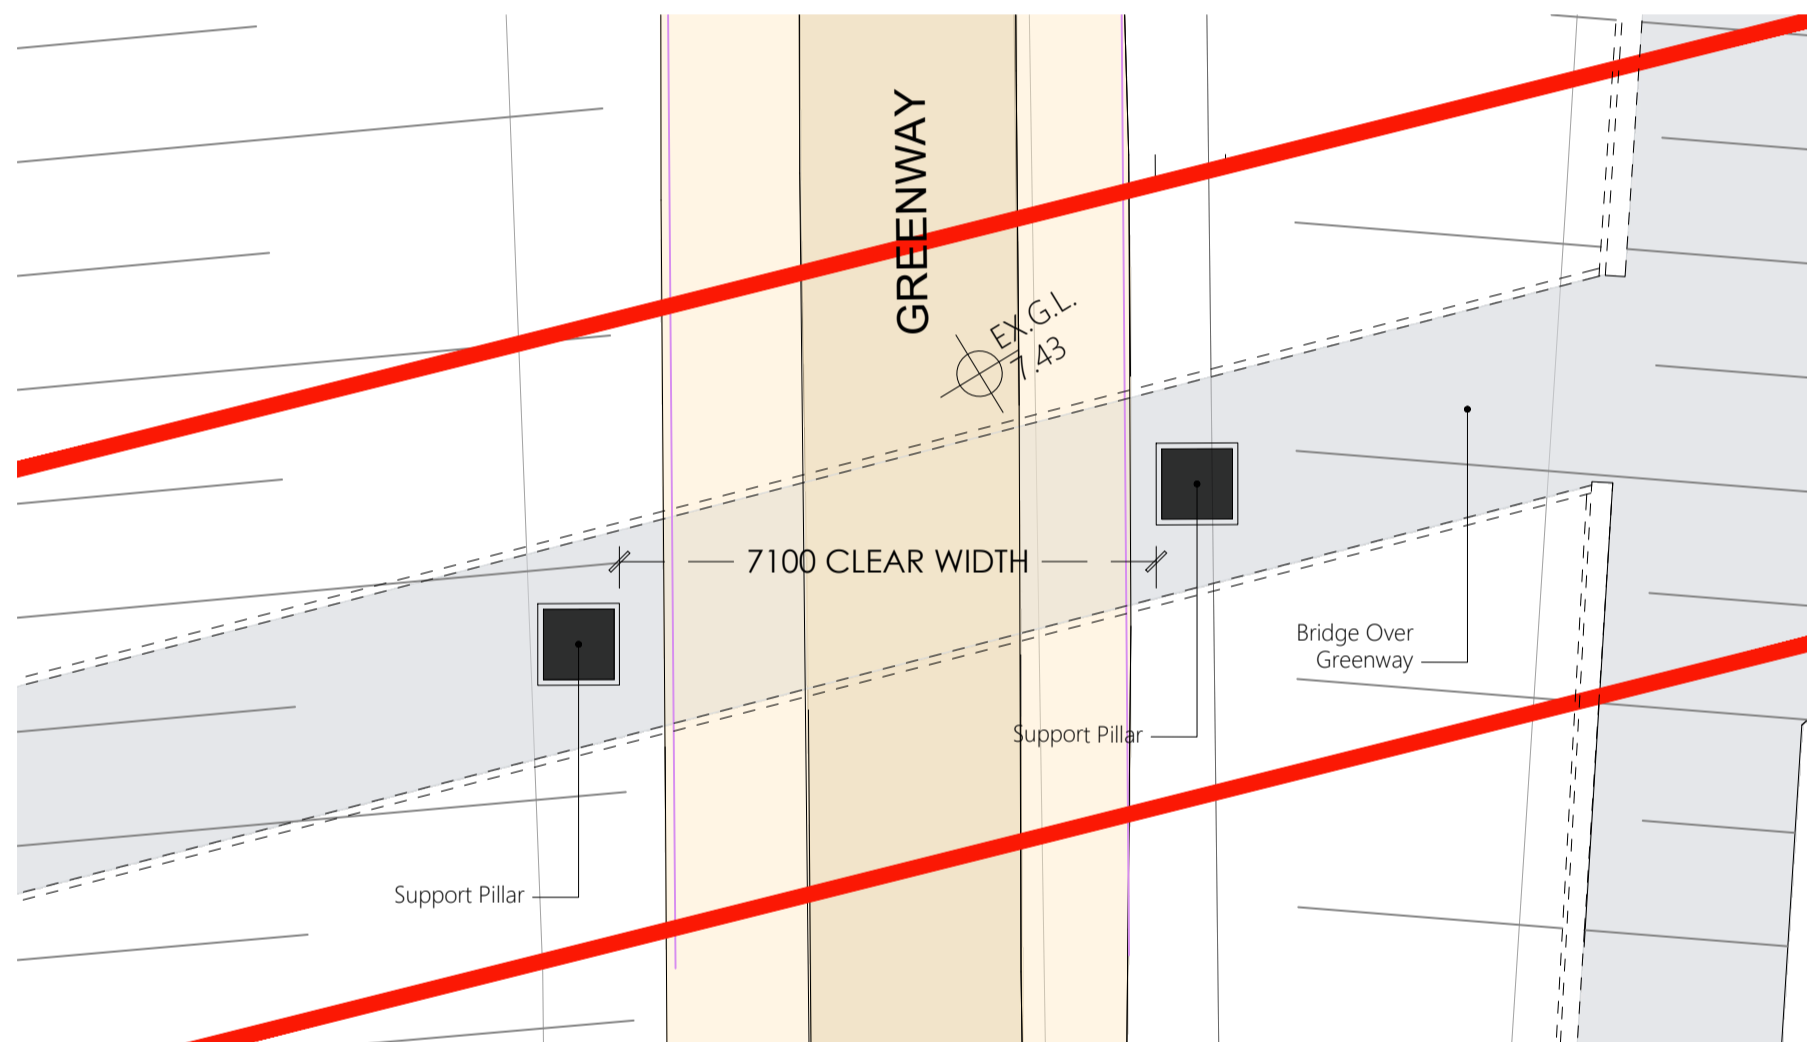 GREENWAY
EX.G.L.
7.43
7100 CLEAR WIDTH
Bridge Over
Greenway
Support Pillar
Support Pillar